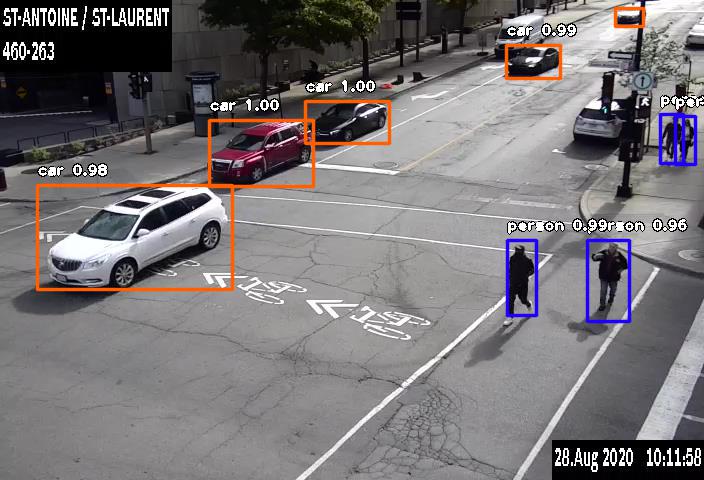 ST-ANTOINE / ST-LAURENT
460-263
car 0.99
car 1.00
car 1.00
car 0.98
person 0.99
rson 0.96
28.Aug 2020 10:11:58